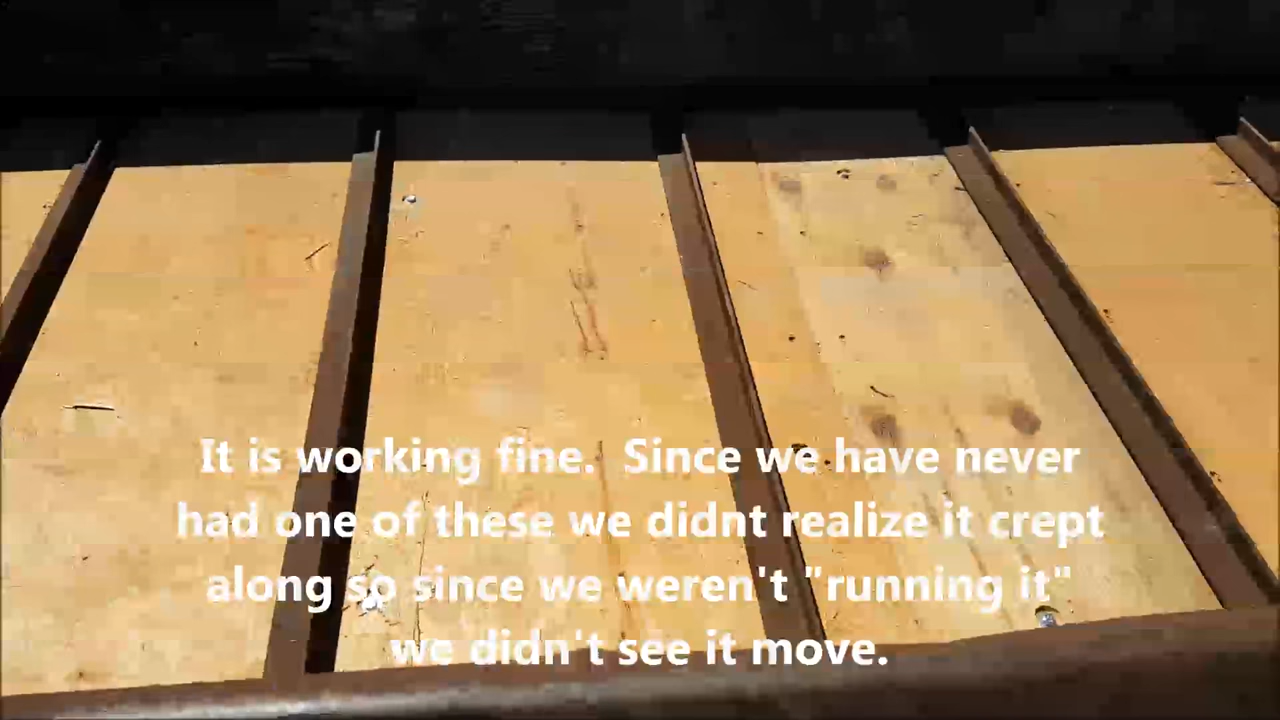 It is working fine.  Since we have never
had one of these we didnt realize it crept
along so since we weren't "running it"
we didn't see it move.